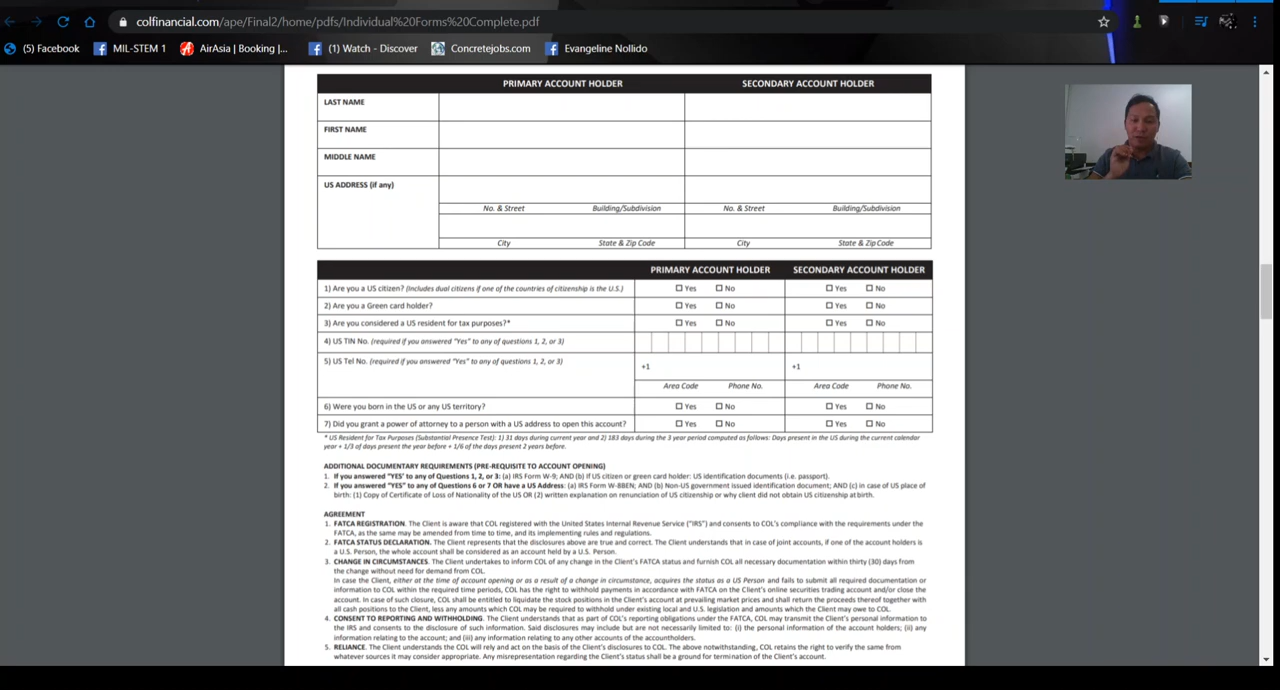 colfinancial.com/ape/Final2/home/pdfs/Individual%20Forms%20Complete.pdf
(5) Facebook MIL-STEM 1 AirAsia | Booking |... (1) Watch - Discover Concretejobs.com Evangeline Nollido
PRIMARY ACCOUNT HOLDER SECONDARY ACCOUNT HOLDER
LAST NAME
FIRST NAME
MIDDLE NAME
US ADDRESS (if any)
No. & Street Building/Subdivision No. & Street Building/Subdivision
City State & Zip Code City State & Zip Code
PRIMARY ACCOUNT HOLDER SECONDARY ACCOUNT HOLDER
1) Are you a US citizen? (Includes dual citizens if one of the countries of citizenship is the U.S.) Yes No Yes No
2) Are you a Green card holder? Yes No Yes No
3) Are you considered a US resident for tax purposes?* Yes No Yes No
4) US TIN No. (required if you answered "Yes" to any of questions 1, 2, or 3)
5) US Tel No. (required if you answered "Yes" to any of questions 1, 2, or 3)
+1 +1
Area Code Phone No. Area Code Phone No.
6) Were you born in the US or any US territory? Yes No Yes No
7) Did you grant a power of attorney to a person with a US address to open this account? Yes No Yes No
* US Resident for Tax Purposes (Substantial Presence Test): 1) 31 days during current year and 2) 183 days during the 3 year period computed as follows: Days present in the US during the current calendar
year + 1/3 of days present the year before + 1/6 of the days present 2 years before.
ADDITIONAL DOCUMENTARY REQUIREMENTS (PRE-REQUISITE TO ACCOUNT OPENING)
1. If you answered "YES' to any of Questions 1, 2, or 3: (a) IRS Form W-9; AND (b) If US citizen or green card holder: US identification documents (i.e. passport).
2. If you answered "YES" to any of Questions 6 or 7 OR have a US Address: (a) IRS Form W-8BEN; AND (b) Non-US government issued identification document; AND (c) in case of US place of
birth: (1) Copy of Certificate of Loss of Nationality of the US OR (2) written explanation on renunciation of US citizenship or why client did not obtain US citizenship at birth.
AGREEMENT
1. FATCA REGISTRATION. The Client is aware that COL registered with the United States Internal Revenue Service ("IRS") and consents to COL's compliance with the requirements under the
FATCA, as the same may be amended from time to time, and its implementing rules and regulations.
2. FATCA STATUS DECLARATION. The Client represents that the disclosures above are true and correct. The Client understands that in case of joint accounts, if one of the account holders is
a U.S. Person, the whole account shall be considered as an account held by a U.S. Person.
3. CHANGE IN CIRCUMSTANCES. The Client undertakes to inform COL of any change in the Client's FATCA status and furnish COL all necessary documentation within thirty (30) days from
the change without need for demand from COL.
In case the Client, either at the time of account opening or as a result of a change in circumstance, acquires the status as a US Person and fails to submit all required documentation or
information to COL within the required time periods, COL has the right to withhold payments in accordance with FATCA on the Client's online securities trading account and/or close the
account. In case of such closure, COL shall be entitled to liquidate the stock positions in the Client's account at prevailing market prices and shall return the proceeds thereof together with
all cash positions to the Client, less any amounts which COL may be required to withhold under existing local and U.S. legislation and amounts which the Client may owe to COL.
4. CONSENT TO REPORTING AND WITHHOLDING. The Client understands that as part of COL's reporting obligations under the FATCA, COL may transmit the Client's personal information to
the IRS and consents to the disclosure of such information. Said disclosures may include but are not necessarily limited to: (i) the personal information of the account holders; (ii) any
information relating to the account; and (iii) any information relating to any other accounts of the accountholders.
5. RELIANCE. The Client understands the COL will rely and act on the basis of the Client's disclosures to COL. The above notwithstanding, COL retains the right to verify the same from
whatever sources it may consider appropriate. Any misrepresentation regarding the Client's status shall be a ground for termination of the Client's account.